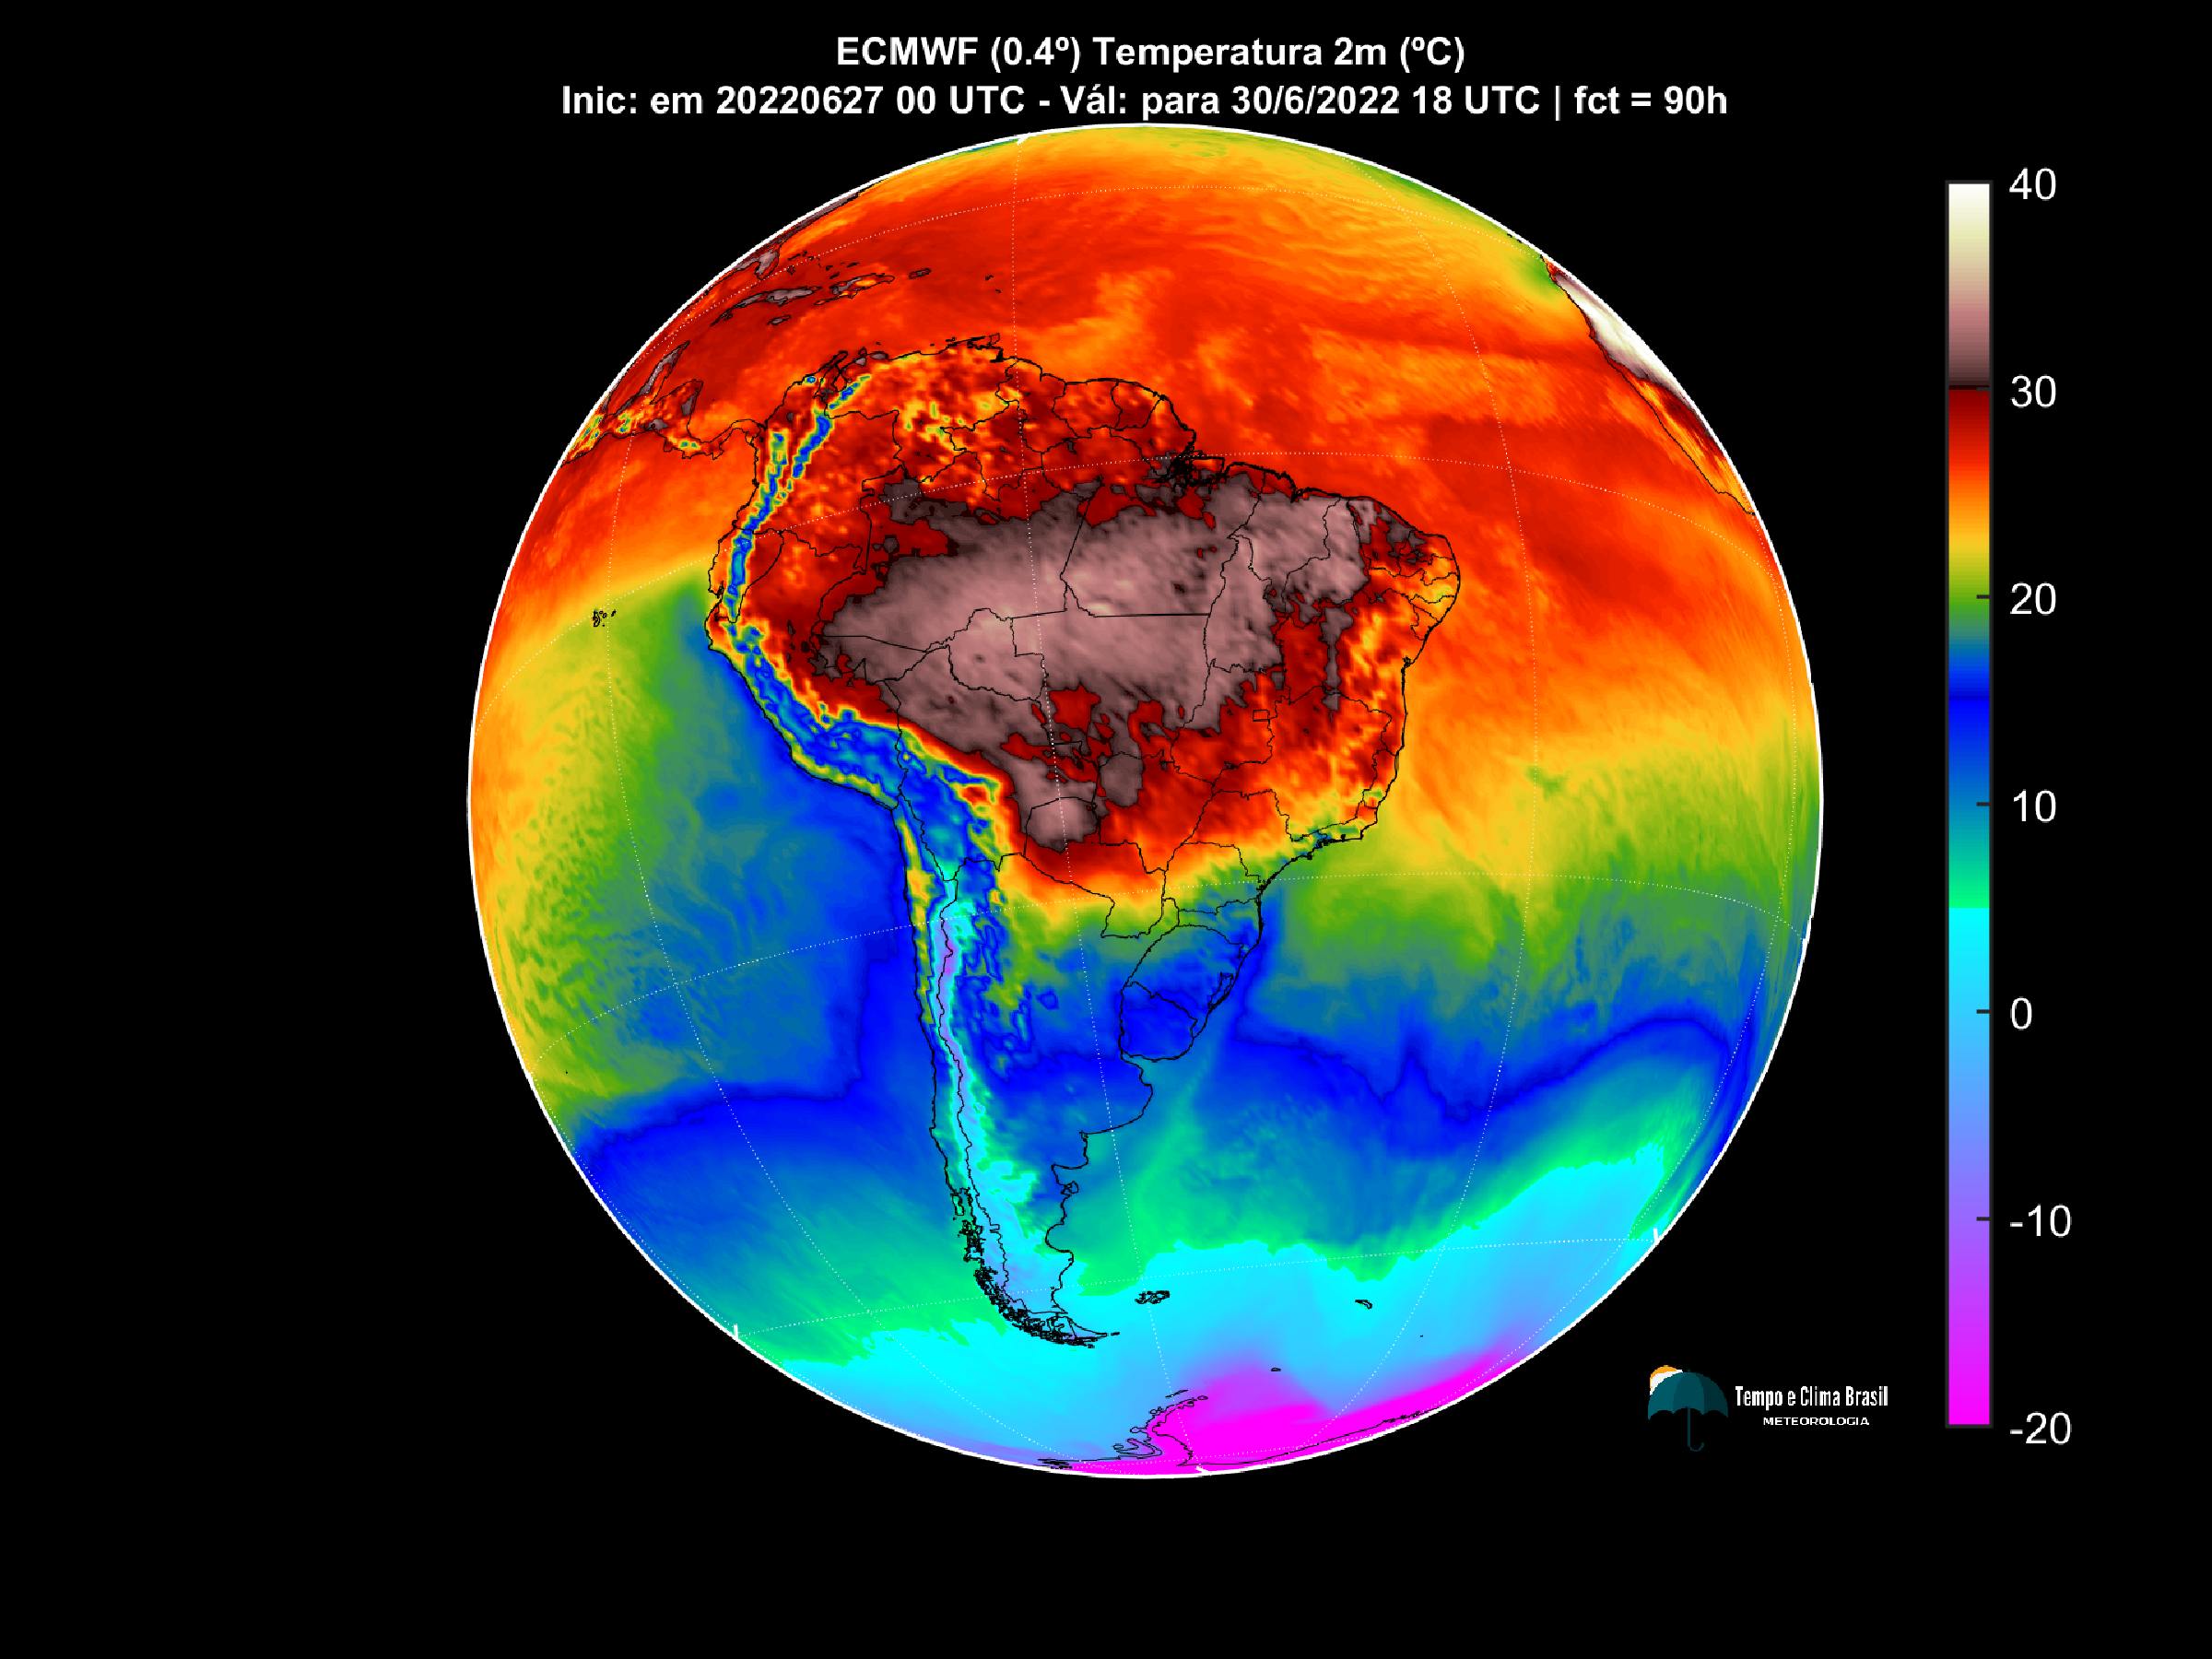 ECMWF (0.4º) Temperatura 2m (ºC)
Inic: em 20220627 00 UTC - Vál: para 30/6/2022 18 UTC | fct = 90h
40
30
20
10
0
-10
-20
Tempo e Clima Brasil
METEOROLOGIA